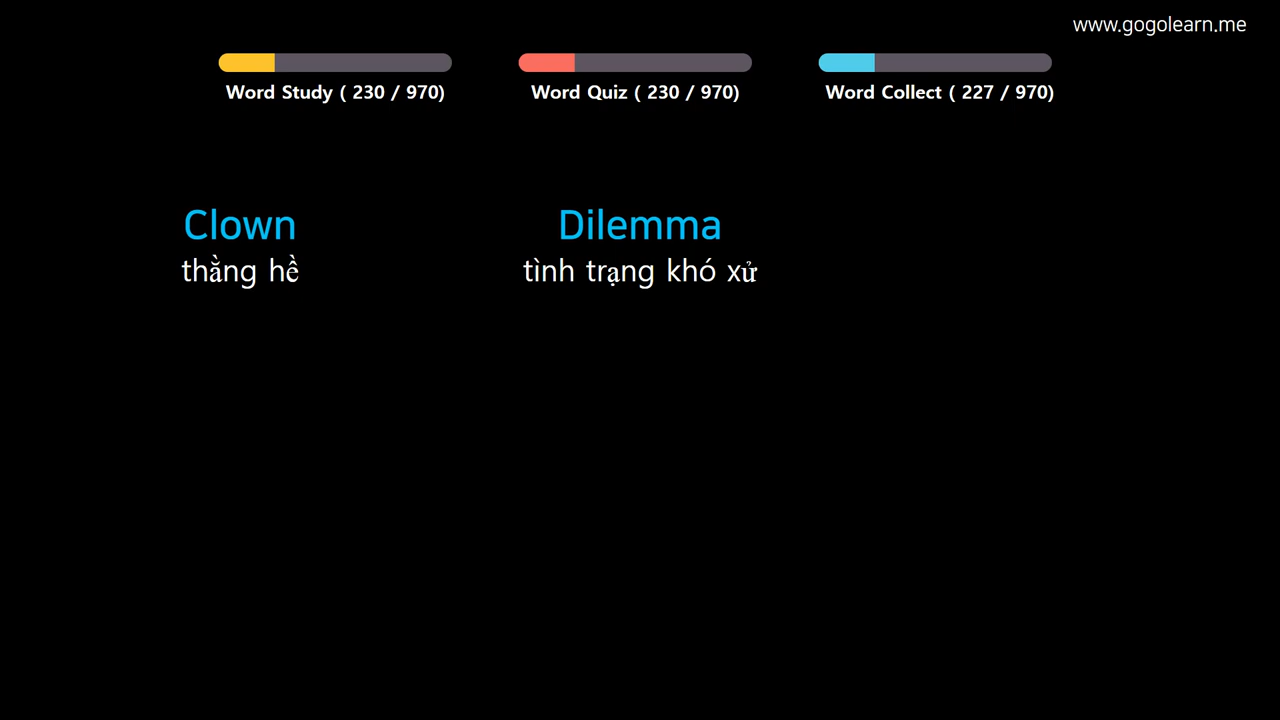 www.gogolearn.me
Word Study ( 230 / 970)
Word Quiz ( 230 / 970)
Word Collect ( 227 / 970)
Clown
thằng hề
Dilemma
tình trạng khó xử